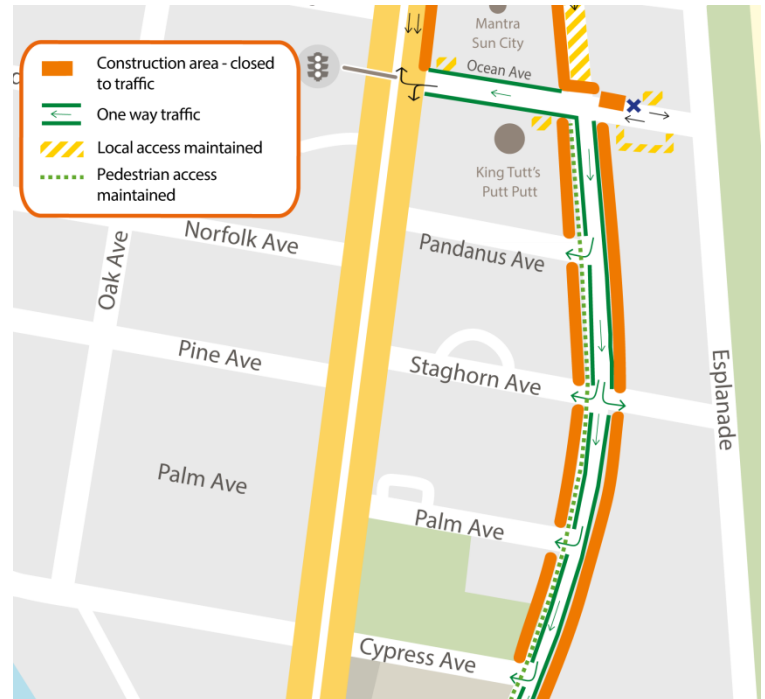 Construction area - closed
to traffic
One way traffic
Local access maintained
Pedestrian access
maintained
Mantra
Sun City
Ocean Ave
King Tutt's
Putt Putt
Norfolk Ave
Pandanus Ave
Oak Ave
Pine Ave
Staghorn Ave
Esplanade
Palm Ave
Palm Ave
Cypress Ave